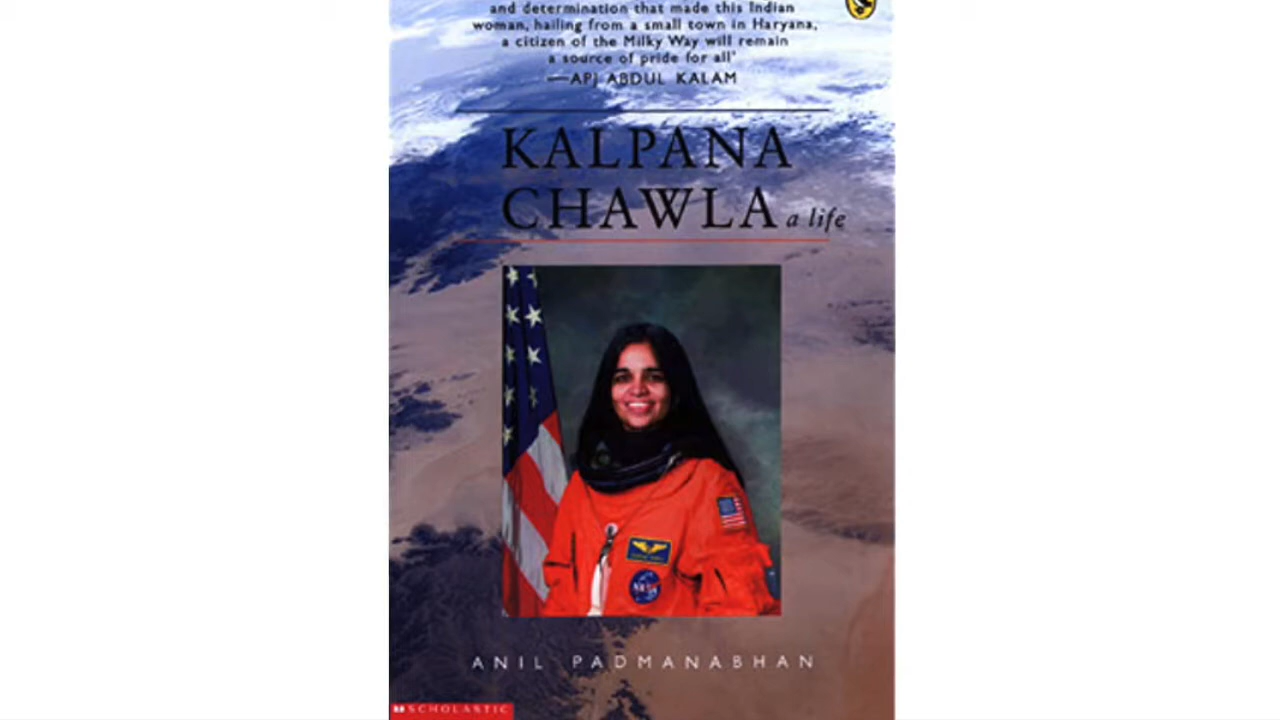 and determination that made this Indian
woman, hailing from a small town in Haryana,
a citizen of the Milky Way will remain
a source of pride for all'
—APJ ABDUL KALAM
KALPANA
CHAWLA a life
NASA
ANIL PADMANABHAN
SCHOLASTIC